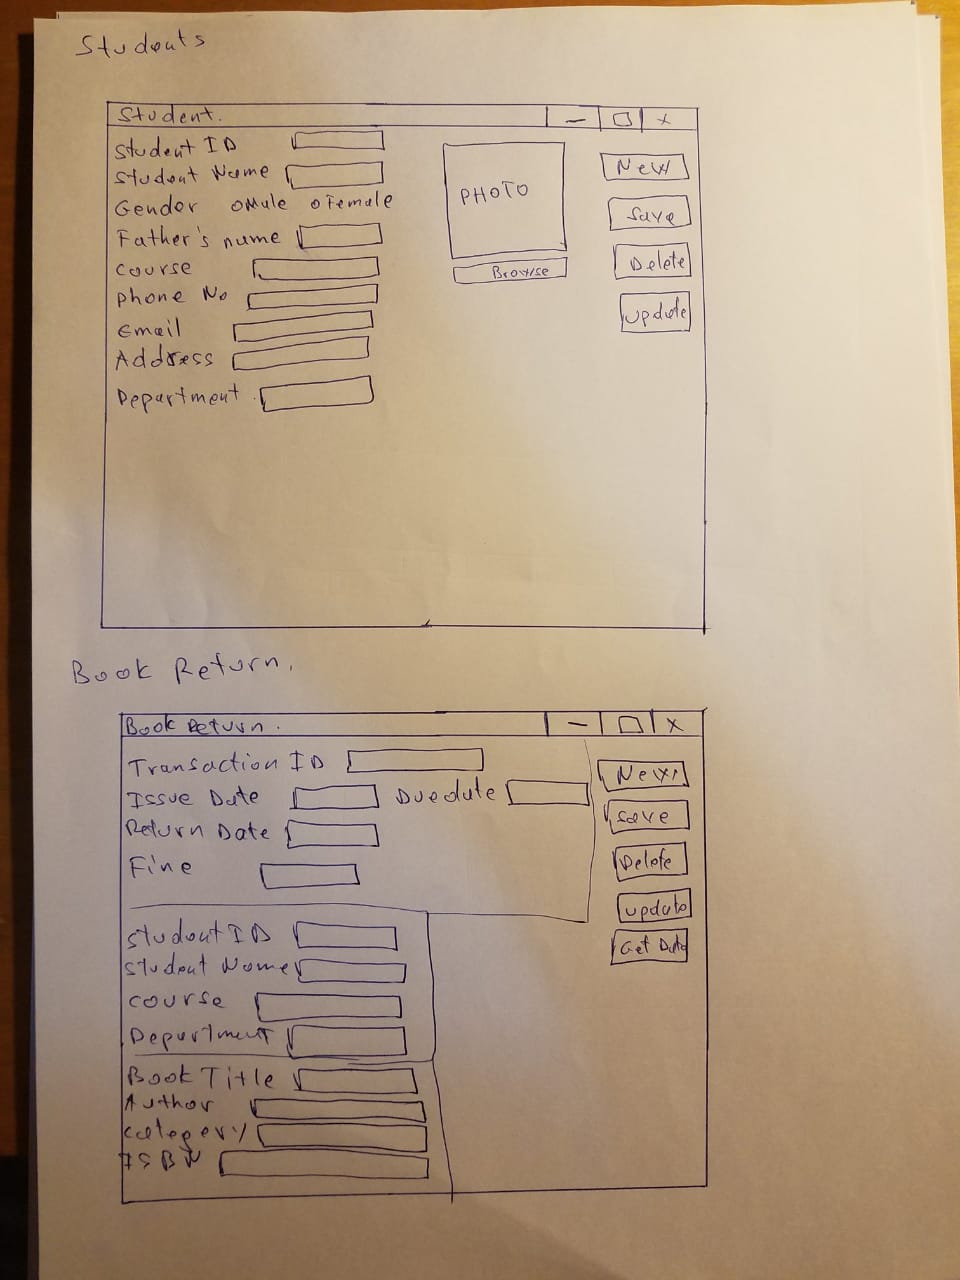 Students
Student.
Student ID
Student Name
Gender oMale oFemale
Father's name
Course
Phone No
Email
Address
Department
PHOTO
Browse
New
Save
Delete
update
Book Return.
Book Return.
Transaction ID
Issue Date Duedate
Return Date
Fine
Student ID
Student Name
Course
Department
Book Title
Author
Category
ISBN
New
Save
Delete
update
Get Data